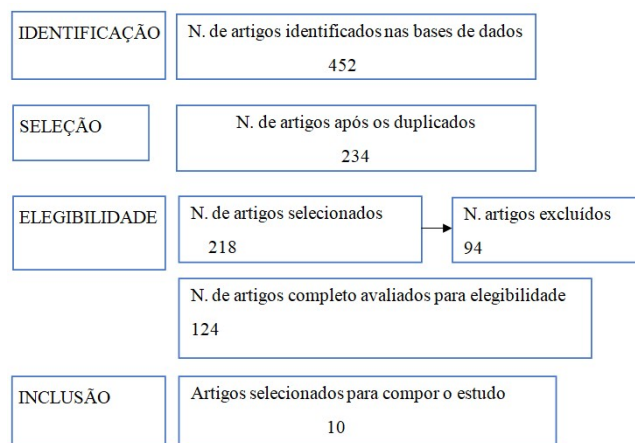 IDENTIFICAÇÃO
N. de artigos identificados nas bases de dados
452
SELEÇÃO
N. de artigos após os duplicados
234
ELEGIBILIDADE
N. de artigos selecionados
218
N. artigos excluídos
94
N. de artigos completo avaliados para elegibilidade
124
INCLUSÃO
Artigos selecionados para compor o estudo
10